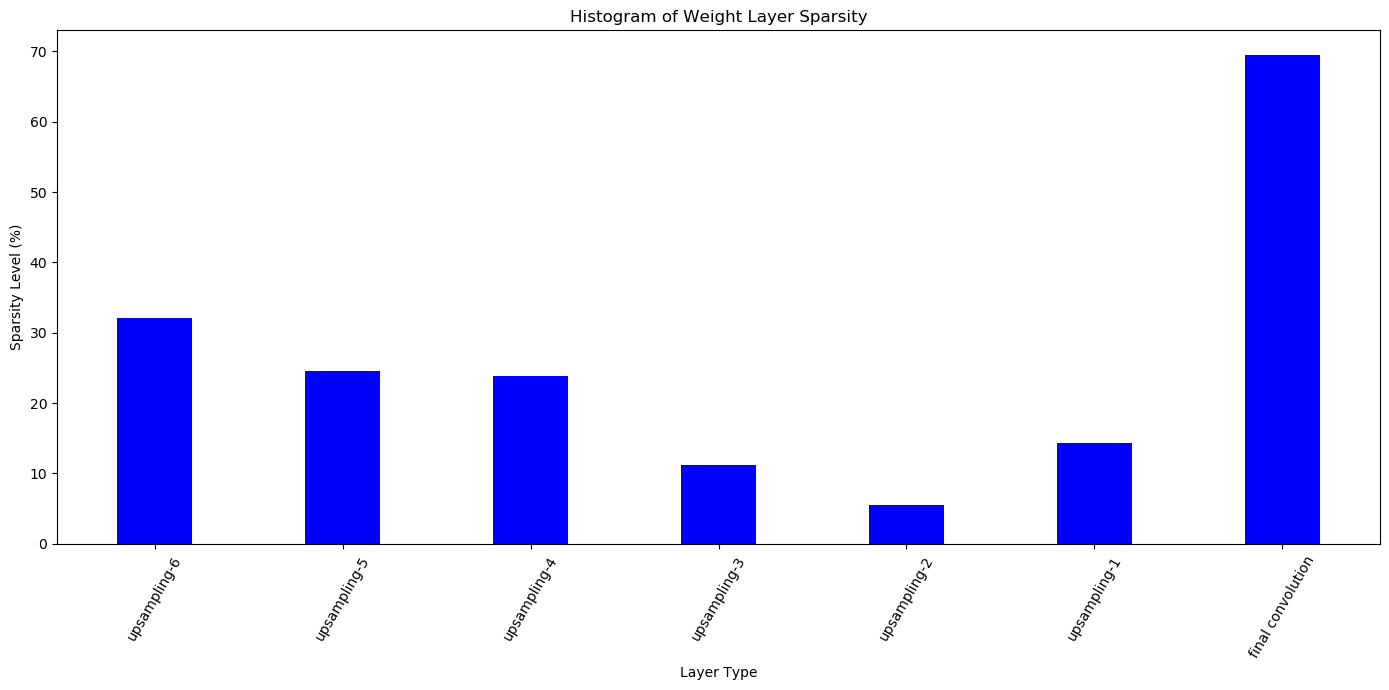 Histogram of Weight Layer Sparsity
Sparsity Level (%)
70
60
50
40
30
20
10
0
upsampling-6
upsampling-5
upsampling-4
upsampling-3
upsampling-2
upsampling-1
final convolution
Layer Type